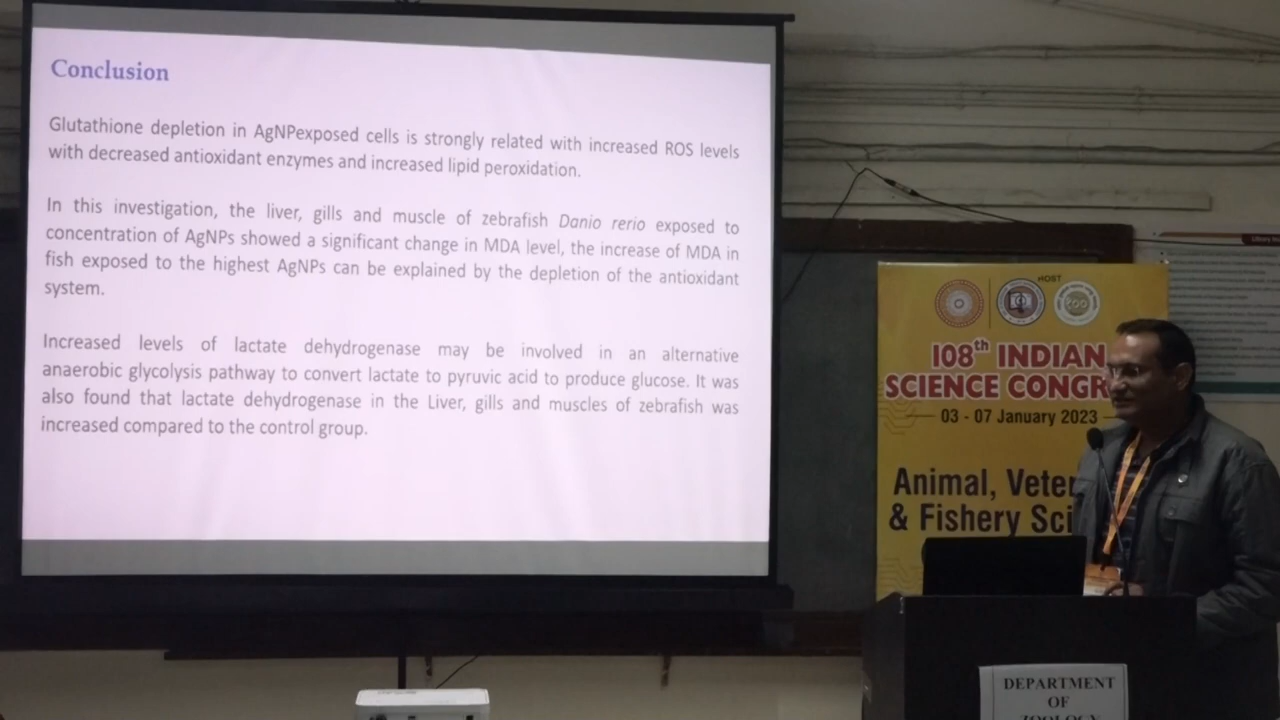 Conclusion
Glutathione depletion in AgNPexposed cells is strongly related with increased ROS levels
with decreased antioxidant enzymes and increased lipid peroxidation.
In this investigation, the liver, gills and muscle of zebrafish Danio rerio exposed to
concentration of AgNPs showed a significant change in MDA level, the increase of MDA in
fish exposed to the highest AgNPs can be explained by the depletion of the antioxidant
system.
Increased levels of lactate dehydrogenase may be involved in an alternative
anaerobic glycolysis pathway to convert lactate to pyruvic acid to produce glucose. It was
also found that lactate dehydrogenase in the Liver, gills and muscles of zebrafish was
increased compared to the control group.
HOST
200
108th INDIAN
SCIENCE CONGR
03 - 07 January 2023
Animal, Veter
& Fishery Sci
DEPARTMENT
OF
ZOOLOGY